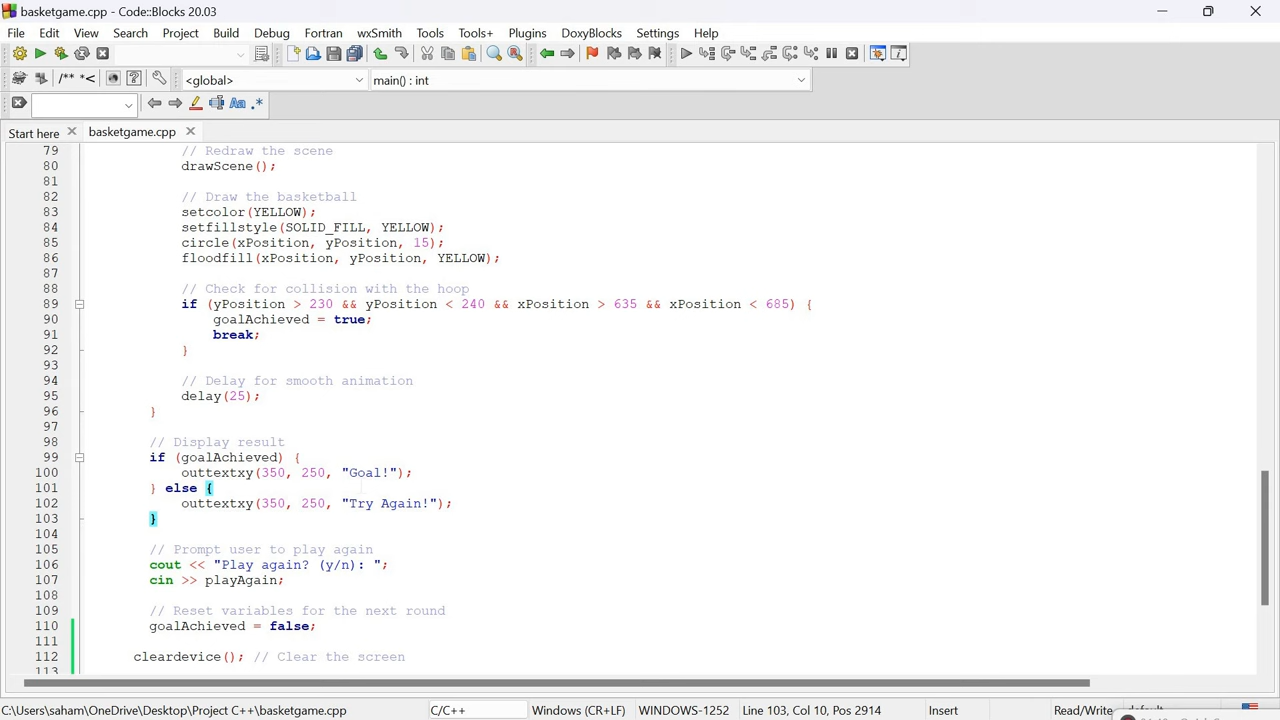 basketgame.cpp - Code::Blocks 20.03
File Edit View Search Project Build Debug Fortran wxSmith Tools Tools+ Plugins DoxyBlocks Settings Help
/** *<
<global> main() : int
Aa .*
Start here basketgame.cpp
79 // Redraw the scene
80 drawScene();
81
82 // Draw the basketball
83 setcolor(YELLOW);
84 setfillstyle(SOLID_FILL, YELLOW);
85 circle(xPosition, yPosition, 15);
86 floodfill(xPosition, yPosition, YELLOW);
87
88 // Check for collision with the hoop
89 if (yPosition > 230 && yPosition < 240 && xPosition > 635 && xPosition < 685) {
90 goalAchieved = true;
91 break;
92 }
93
94 // Delay for smooth animation
95 delay(25);
96 }
97
98 // Display result
99 if (goalAchieved) {
100 outtextxy(350, 250, "Goal!");
101 } else {
102 outtextxy(350, 250, "Try Again!");
103 }
104
105 // Prompt user to play again
106 cout << "Play again? (y/n): ";
107 cin >> playAgain;
108
109 // Reset variables for the next round
110 goalAchieved = false;
111
112 cleardevice(); // Clear the screen
113
C:\Users\saham\OneDrive\Desktop\Project C++\basketgame.cpp C/C++ Windows (CR+LF) WINDOWS-1252 Line 103, Col 10, Pos 2914 Insert Read/Write default